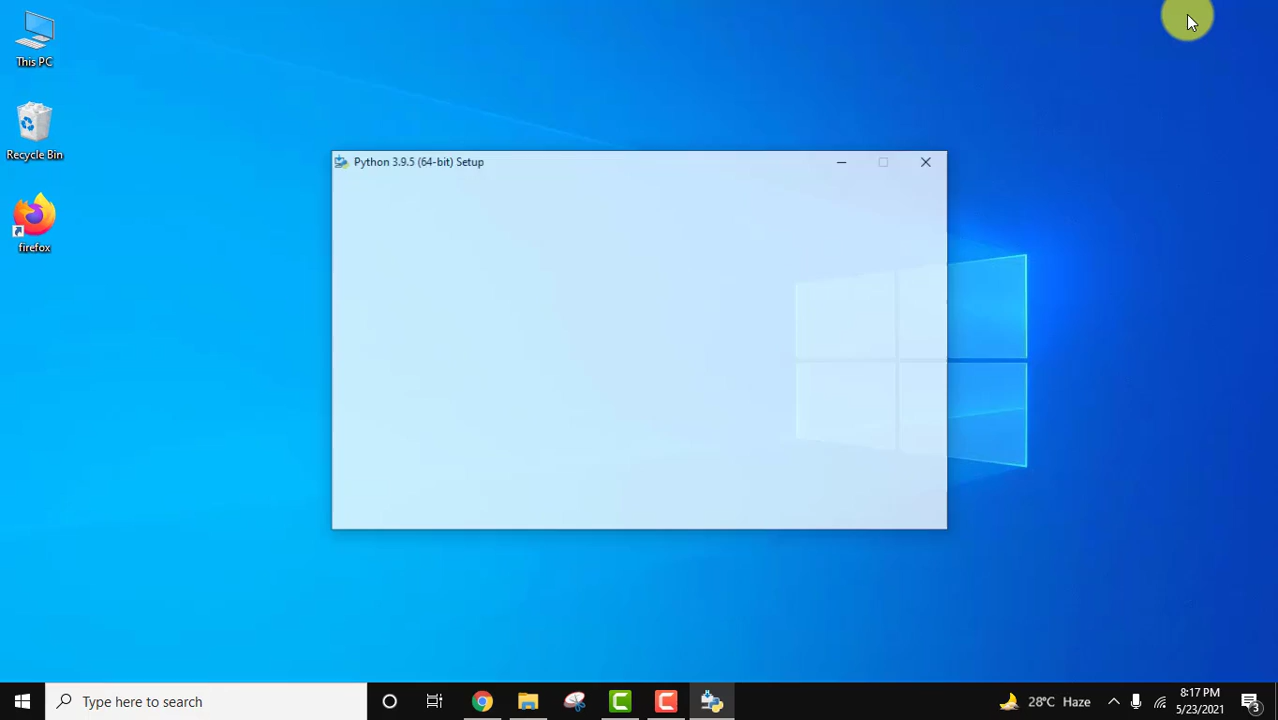 This PC
Recycle Bin
firefox
Python 3.9.5 (64-bit) Setup
Type here to search
28°C Haze
8:17 PM
5/23/2021
3